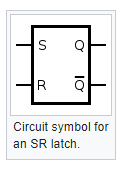 S Q
R Q̅
Circuit symbol for
an SR latch.